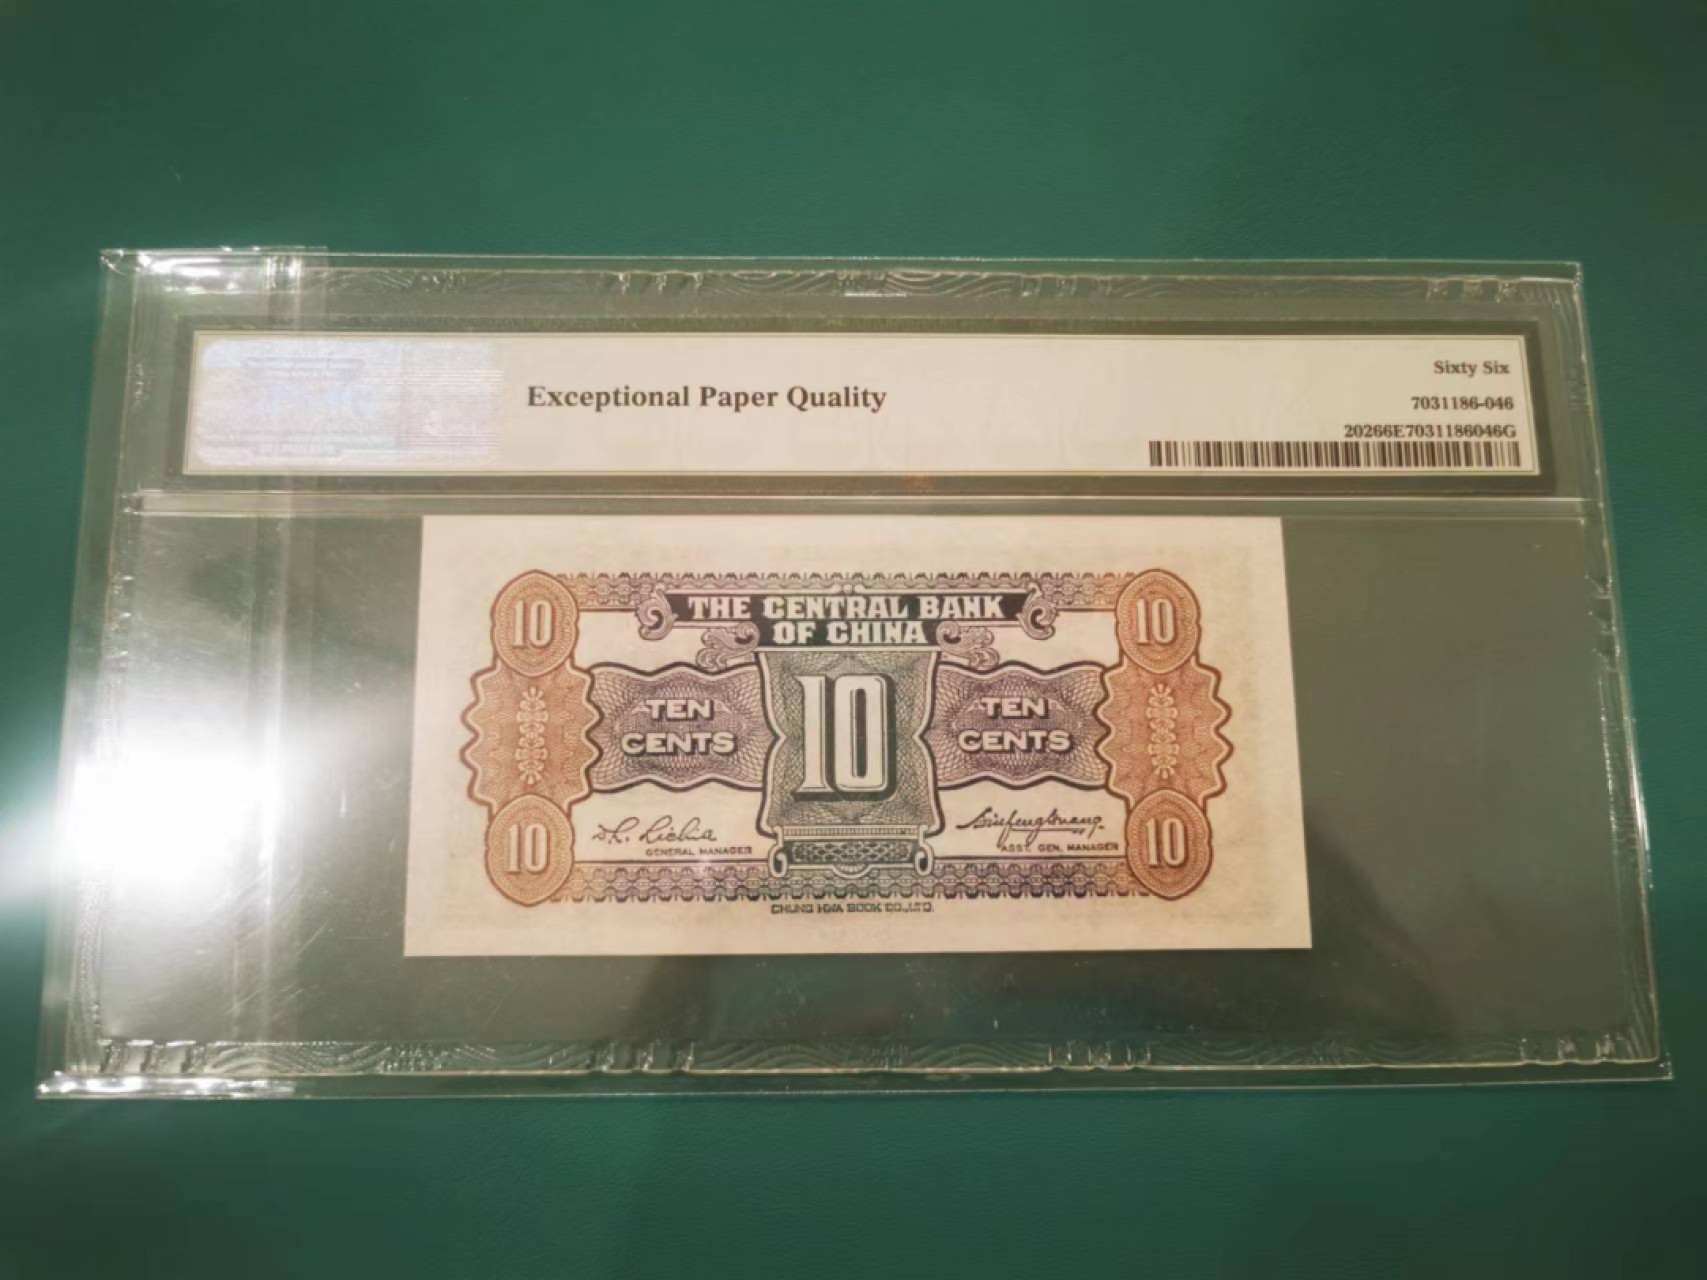 Exceptional Paper Quality
Sixty Six
7031186-046
20266E7031186046G
THE CENTRAL BANK
OF CHINA
10
10
TEN
CENTS
10
TEN
CENTS
10
10
GENERAL MANAGER
ASST. GEN. MANAGER
CHUNG HWA BOOK CO.,LTD.